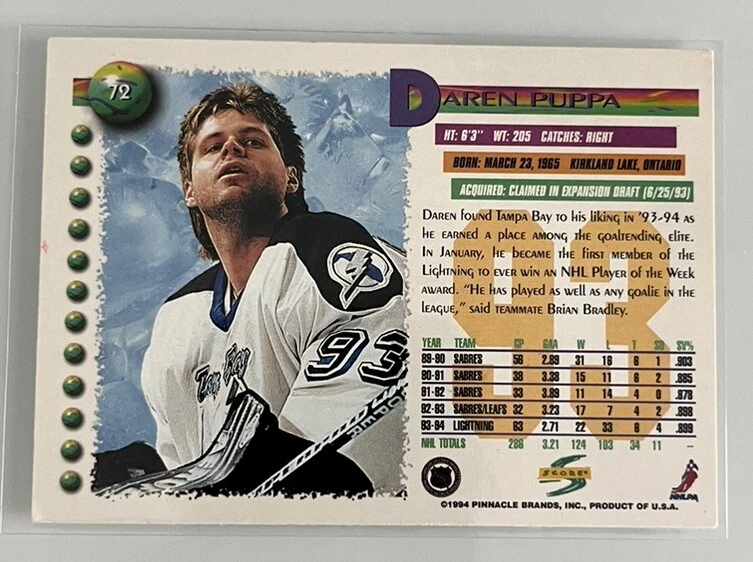 72
DAREN PUPPA
HT: 6'3" WT: 205 CATCHES: RIGHT
BORN: MARCH 23, 1965 KIRKLAND LAKE, ONTARIO
ACQUIRED: CLAIMED IN EXPANSION DRAFT (6/25/93)
DAREN FOUND TAMPA BAY TO HIS LIKING IN '93-94 AS
HE EARNED A PLACE AMONG THE GOALTENDING ELITE.
IN JANUARY, HE BECAME THE FIRST MEMBER OF THE
LIGHTNING TO EVER WIN AN NHL PLAYER OF THE WEEK
AWARD. "HE HAS PLAYED AS WELL AS ANY GOALIE IN THE
LEAGUE," SAID TEAMMATE BRIAN BRADLEY.
93
YEAR TEAM GP GAA W L T SO SV%
89-90 SABRES 56 2.89 31 16 6 1 .903
90-91 SABRES 38 3.38 15 11 6 2 .885
91-92 SABRES 33 3.89 11 14 4 0 .878
92-93 SABRES/LEAFS 32 3.23 17 7 4 2 .898
93-94 LIGHTNING 63 2.71 22 33 6 4 .899
NHL TOTALS 286 3.21 124 103 34 11 –
Tampa Bay
93
SCORE
NHLPA
©1994 PINNACLE BRANDS, INC., PRODUCT OF U.S.A.